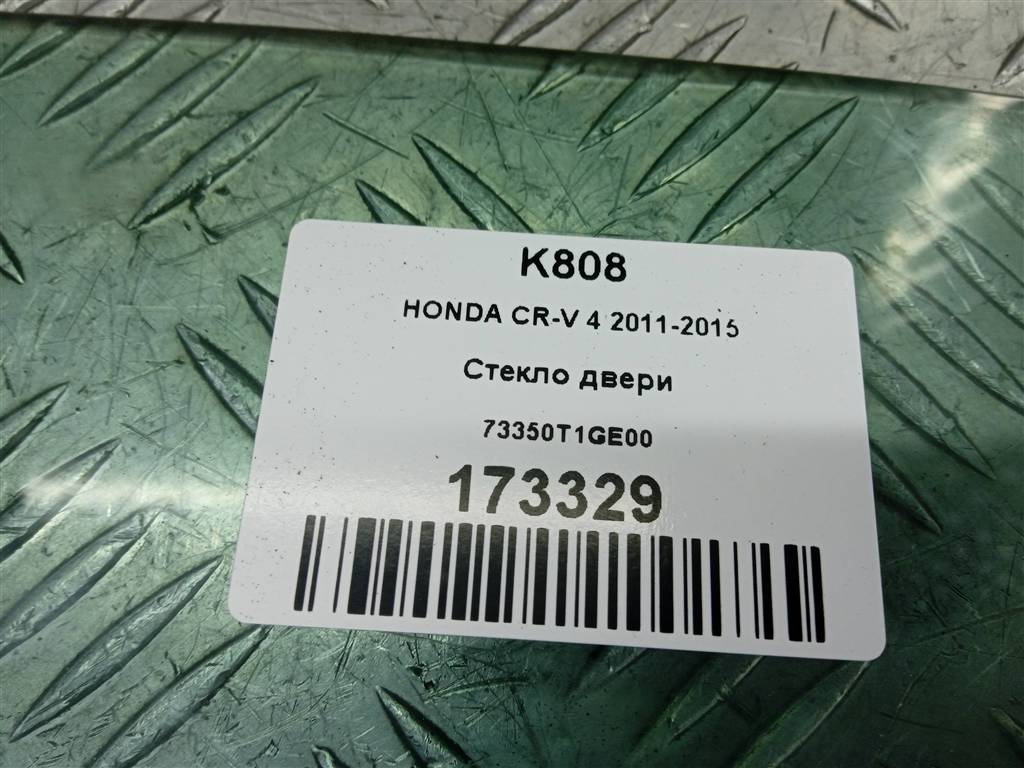 K808
HONDA CR-V 4 2011-2015
Стекло двери
73350T1GE00
173329